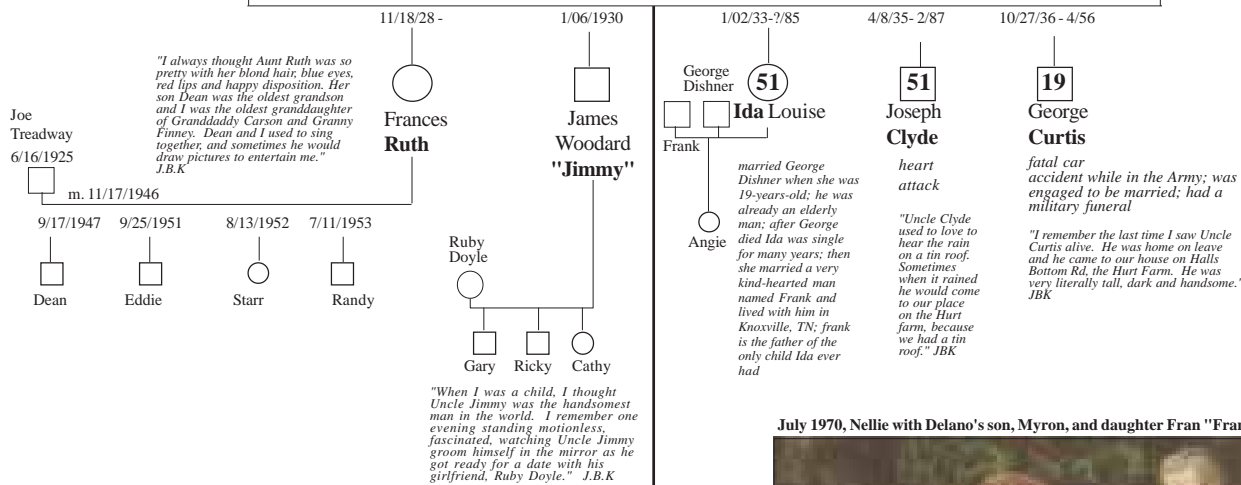 11/18/28 -
1/06/1930
1/02/33-?/85
4/8/35- 2/87
10/27/36 - 4/56
"I always thought Aunt Ruth was so
pretty with her blond hair, blue eyes,
red lips and happy disposition. Her
son Dean was the oldest grandson
and I was the oldest granddaughter
of Granddaddy Carson and Granny
Finney. Dean and I used to sing
together, and sometimes he would
draw pictures to entertain me."
J.B.K
Joe
Treadway
6/16/1925
Frances
Ruth
m. 11/17/1946
9/17/1947
9/25/1951
8/13/1952
7/11/1953
Dean
Eddie
Starr
Randy
James
Woodard
"Jimmy"
Ruby
Doyle
Gary
Ricky
Cathy
"When I was a child, I thought
Uncle Jimmy was the handsomest
man in the world. I remember one
evening standing motionless,
fascinated, watching Uncle Jimmy
groom himself in the mirror as he
got ready for a date with his
girlfriend, Ruby Doyle." J.B.K
George
Dishner
51
Ida Louise
Frank
Angie
married George
Dishner when she was
19-years-old; he was
already an elderly
man; after George
died Ida was single
for many years; then
she married a very
kind-hearted man
named Frank and
lived with him in
Knoxville, TN; frank
is the father of the
only child Ida ever
had
51
Joseph
Clyde
heart
attack
"Uncle Clyde
used to love to
hear the rain
on a tin roof.
Sometimes
when it rained
he would come
to our place
on the Hurt
farm, because
we had a tin
roof." JBK
19
George
Curtis
fatal car
accident while in the Army; was
engaged to be married; had a
military funeral
"I remember the last time I saw Uncle
Curtis alive. He was home on leave
and he came to our house on Halls
Bottom Rd, the Hurt Farm. He was
very literally tall, dark and handsome."
JBK
July 1970, Nellie with Delano's son, Myron, and daughter Fran "Fran